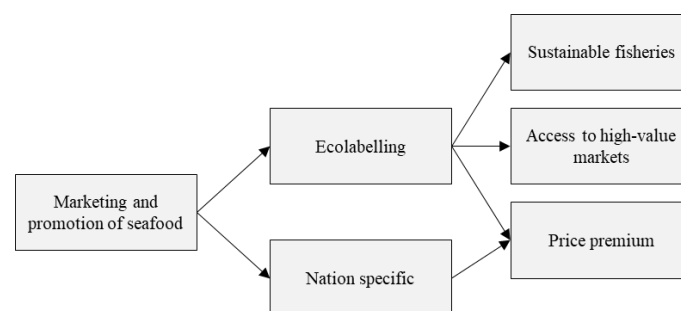 Marketing and
promotion of seafood
Ecolabelling
Nation specific
Sustainable fisheries
Access to high-value
markets
Price premium